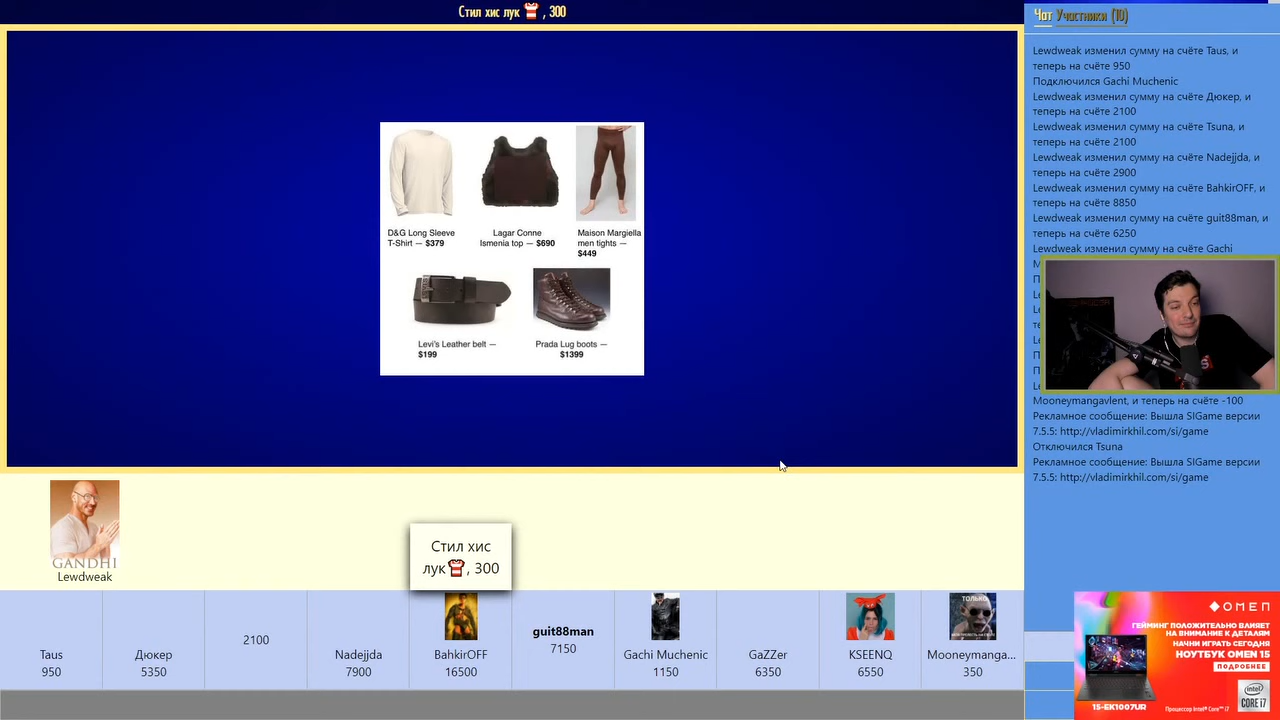 Стил хис лук , 300
D&G Long Sleeve
T-Shirt — $379
Lagar Conne
Ismenia top — $690
Maison Margiella
men tights —
$449
Levi's Leather belt —
$199
Prada Lug boots —
$1399
GANDHI
Lewdweak
Стил хис
лук, 300
Taus
950
Дюкер
5350
2100
Nadejjda
7900
BahkirOFF
16500
guit88man
7150
Gachi Muchenic
1150
GaZZer
6350
KSEENQ
6550
ТОЛЬКО
Mooneymanga...
350
Чат Участники (10)
Lewdweak изменил сумму на счёте Taus, и
теперь на счёте 950
Подключился Gachi Muchenic
Lewdweak изменил сумму на счёте Дюкер, и
теперь на счёте 2100
Lewdweak изменил сумму на счёте Tsuna, и
теперь на счёте 2100
Lewdweak изменил сумму на счёте Nadejjda, и
теперь на счёте 2900
Lewdweak изменил сумму на счёте BahkirOFF, и
теперь на счёте 8850
Lewdweak изменил сумму на счёте guit88man, и
теперь на счёте 6250
Lewdweak изменил сумму на счёте Gachi
Mooneymangavlent, и теперь на счёте -100
Рекламное сообщение: Вышла SIGame версии
7.5.5: http://vladimirkhil.com/si/game
Отключился Tsuna
Рекламное сообщение: Вышла SIGame версии
7.5.5: http://vladimirkhil.com/si/game
ОМЕП
ГЕЙМИНГ ПОЛОЖИТЕЛЬНО ВЛИЯЕТ
НА ВНИМАНИЕ К ДЕТАЛЯМ
НАЧНИ ИГРАТЬ СЕГОДНЯ
НОУТБУК OMEN 15
ПОДРОБНЕЕ
15-EK1007UR
Процессор Intel® Core™ i7
intel
CORE i7